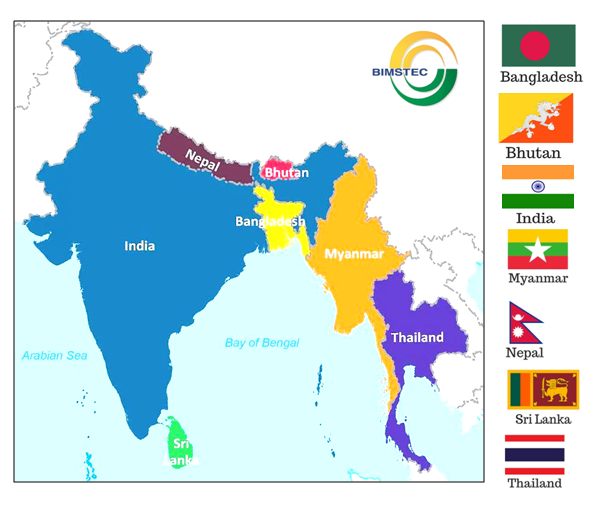 BIMSTEC
Nepal
Bhutan
Bangladesh
India
Myanmar
Thailand
Bay of Bengal
Arabian Sea
Sri
Lanka
Bangladesh
Bhutan
India
Myanmar
Nepal
Sri Lanka
Thailand